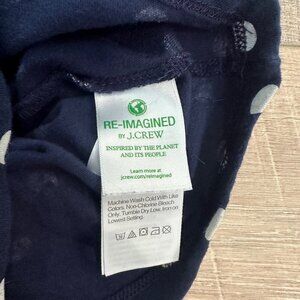 RE-IMAGINED
BY J.CREW
INSPIRED BY THE PLANET
AND ITS PEOPLE
Learn more at
jcrew.com/reimagined
Machine Wash Cold With Like
Colors. Non-Chlorine Bleach
Only. Tumble Dry Low. Iron on
Lowest Setting.